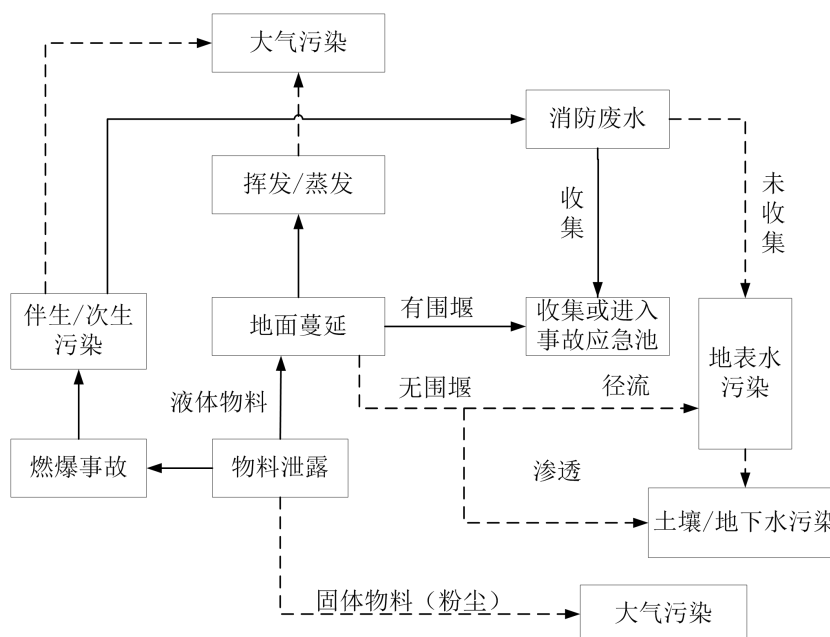 大气污染
消防废水
挥发/蒸发
收集
未收集
伴生/次生
污染
地面蔓延
有围堰
收集或进入
事故应急池
地表水
污染
液体物料
无围堰
径流
燃爆事故
物料泄露
渗透
土壤/地下水污染
固体物料（粉尘）
大气污染